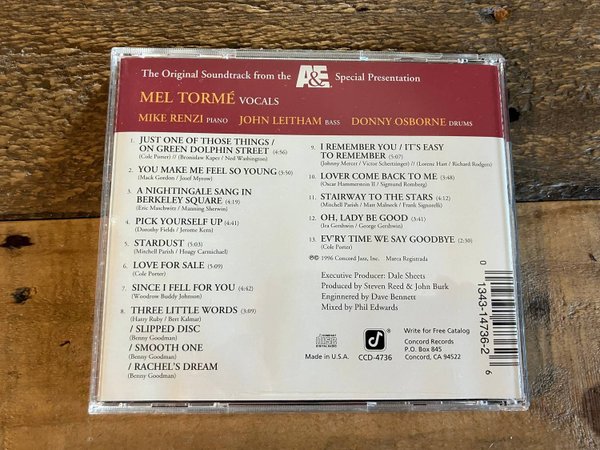 The Original Soundtrack from the A&E Special Presentation
MEL TORMÉ VOCALS
MIKE RENZI PIANO JOHN LEITHAM BASS DONNY OSBORNE DRUMS
1. JUST ONE OF THOSE THINGS /
ON GREEN DOLPHIN STREET (4:56)
(Cole Porter) // (Bronislaw Kaper / Ned Washington)
2. YOU MAKE ME FEEL SO YOUNG (3:50)
(Mack Gordon / Josef Myrow)
3. A NIGHTINGALE SANG IN
BERKELEY SQUARE (4:19)
(Eric Maschwitz / Manning Sherwin)
4. PICK YOURSELF UP (4:41)
(Dorothy Fields / Jerome Kern)
5. STARDUST (5:03)
(Mitchell Parish / Hoagy Carmichael)
6. LOVE FOR SALE (5:09)
(Cole Porter)
7. SINCE I FELL FOR YOU (4:42)
(Woodrow Buddy Johnson)
8. THREE LITTLE WORDS (3:09)
(Harry Ruby / Bert Kalmar)
/ SLIPPED DISC
(Benny Goodman)
/ SMOOTH ONE
(Benny Goodman)
/ RACHEL'S DREAM
(Benny Goodman)
9. I REMEMBER YOU / IT'S EASY
TO REMEMBER (5:07)
(Johnny Mercer / Victor Schertzinger) // (Lorenz Hart / Richard Rodgers)
10. LOVER COME BACK TO ME (3:48)
(Oscar Hammerstein II / Sigmund Romberg)
11. STAIRWAY TO THE STARS (4:12)
(Mitchell Parish / Matt Malneck / Frank Signorelli)
12. OH, LADY BE GOOD (3:41)
(Ira Gershwin / George Gershwin)
13. EV'RY TIME WE SAY GOODBYE (2:30)
(Cole Porter)
℗© 1996 Concord Jazz, Inc. Marca Registrada
Executive Producer: Dale Sheets
Produced by Steven Reed & John Burk
Enginnered by Dave Bennett
Mixed by Phil Edwards
Made in U.S.A.
COMPACT
disc
DIGITAL AUDIO
CCD-4736
Write for Free Catalog
Concord Records
P.O. Box 845
Concord, CA 94522
0 1343-14736-2 6